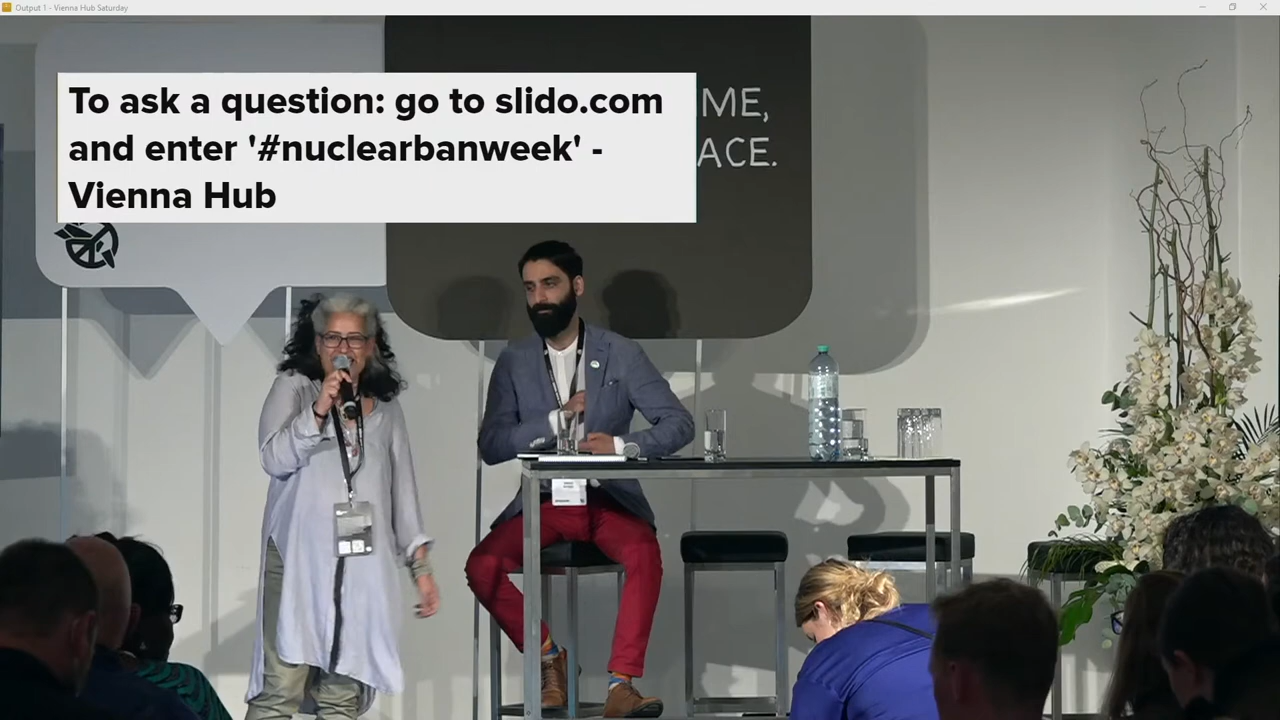 Output 1 - Vienna Hub Saturday
To ask a question: go to slido.com
and enter '#nuclearbanweek' -
Vienna Hub
ME,
ACE.